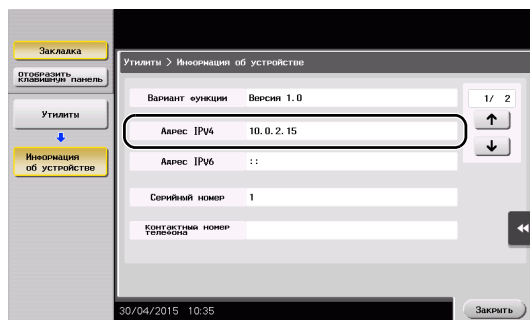 Закладка
Отобразить
клавишную панель
Утилиты
Информация
об устройстве
Утилиты > Информация об устройстве
Вариант функции Версия 1.0
1/ 2
Адрес IPV4 10.0.2.15
Адрес IPV6 ::
Серийный номер 1
Контактный номер
телефона
30/04/2015 10:35
Закрыть